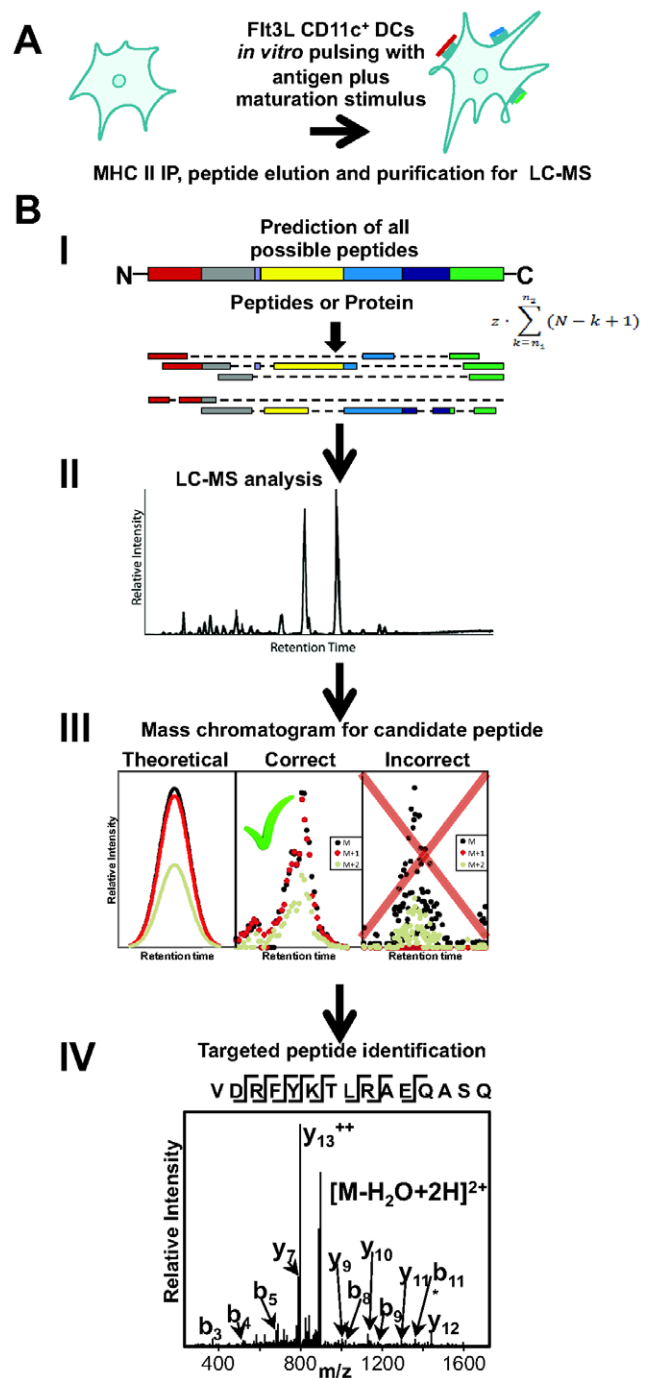 A
Flt3L CD11c⁺ DCs
in vitro pulsing with
antigen plus
maturation stimulus
MHC II IP, peptide elution and purification for LC-MS
B
I
Prediction of all
possible peptides
N
C
Peptides or Protein
z · ∑ₖ₌ₙ₁ⁿ² (N − k + 1)
II
LC-MS analysis
Relative Intensity
Retention Time
III
Mass chromatogram for candidate peptide
Theoretical
Correct
Incorrect
Relative Intensity
M
M+1
M+2
M
M+1
M+2
Retention time
Retention time
Retention time
IV
Targeted peptide identification
V D R F Y K T L R A E Q A S Q
Relative Intensity
y₁₃⁺⁺
[M-H₂O+2H]²⁺
y₇
y₉
y₁₀
y₁₁
b₁₁
*
b₅
b₈
b₉
y₁₂
b₄
b₃
400 800 1200 1600
m/z